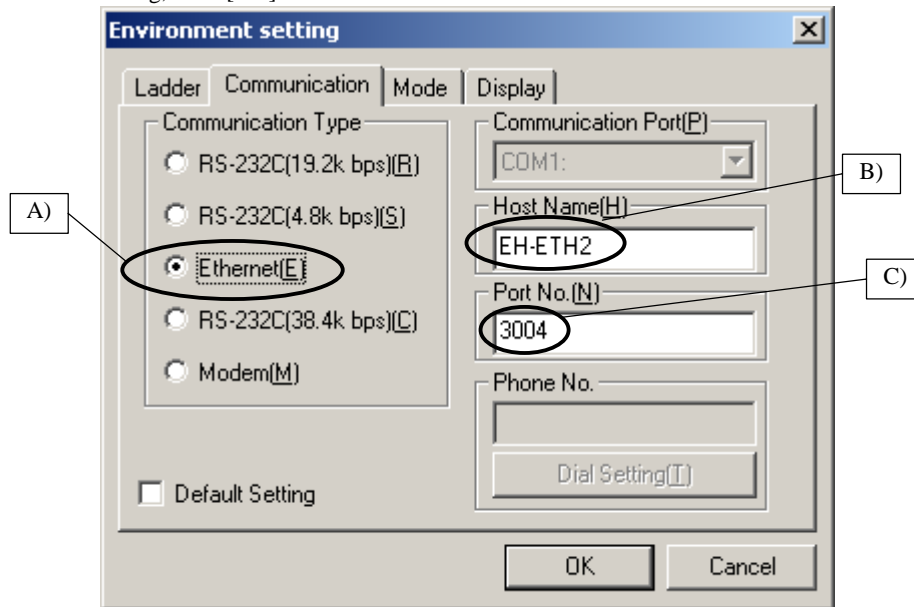 Environment setting
Ladder Communication Mode Display
Communication Type
RS-232C(19.2k bps)(R)
RS-232C(4.8k bps)(S)
Ethernet(E)
RS-232C(38.4k bps)(C)
Modem(M)
Default Setting
Communication Port(P)
COM1:
Host Name(H)
EH-ETH2
Port No.(N)
3004
Phone No.
Dial Setting(T)
OK Cancel
A)
B)
C)